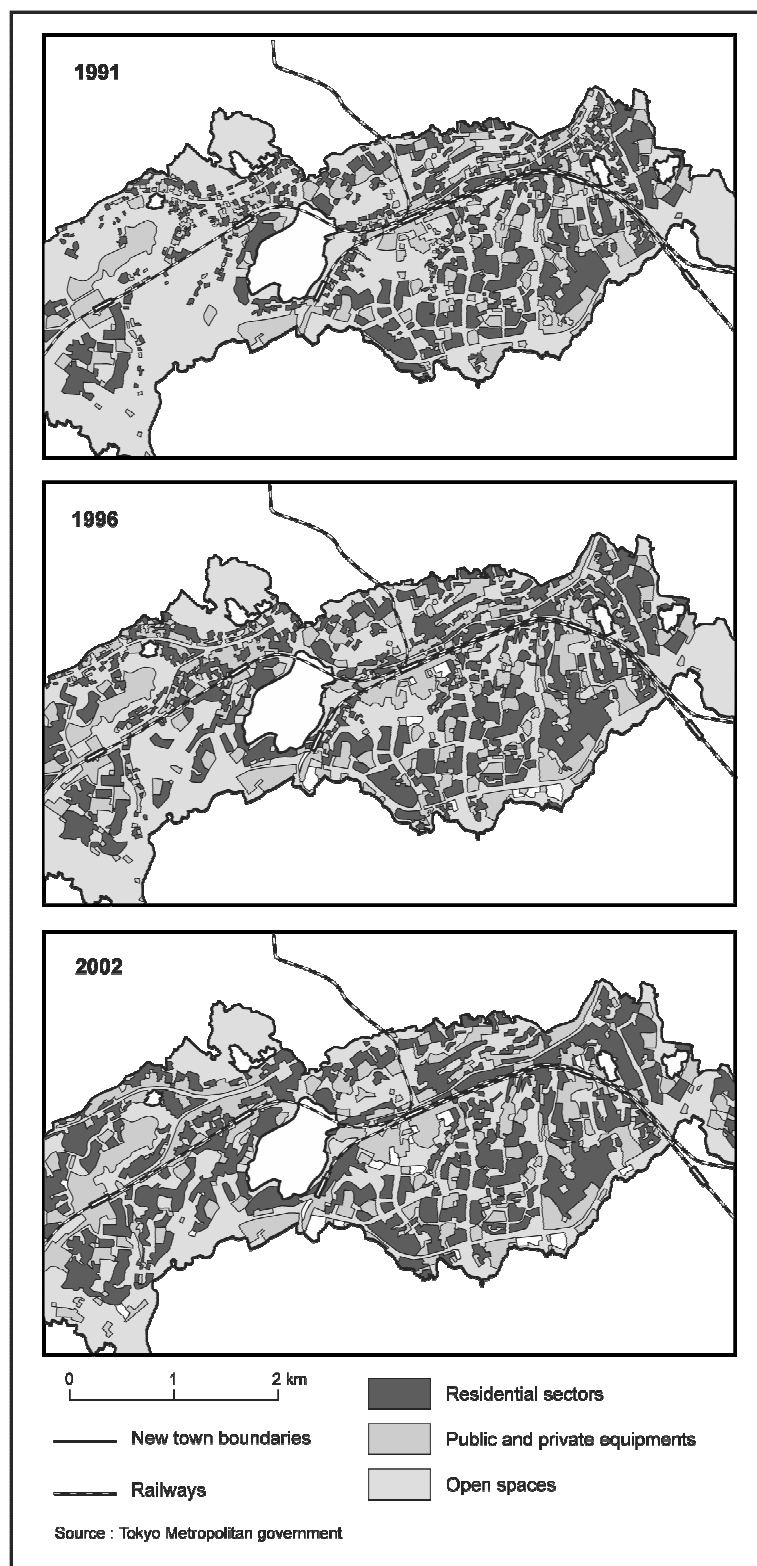 1991
1996
2002
0 1 2 km
New town boundaries
Railways
Residential sectors
Public and private equipments
Open spaces
Source : Tokyo Metropolitan government